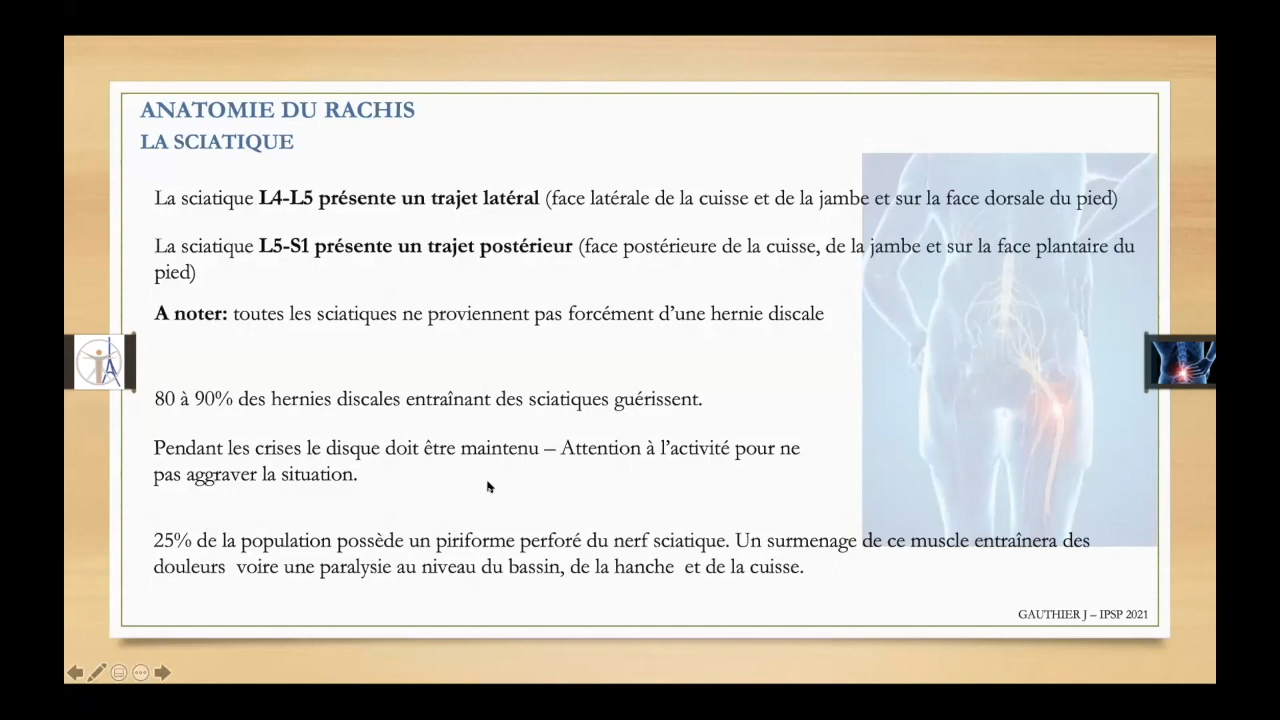 ANATOMIE DU RACHIS
LA SCIATIQUE
La sciatique L4-L5 présente un trajet latéral (face latérale de la cuisse et de la jambe et sur la face dorsale du pied)
La sciatique L5-S1 présente un trajet postérieur (face postérieure de la cuisse, de la jambe et sur la face plantaire du
pied)
A noter: toutes les sciatiques ne proviennent pas forcément d’une hernie discale
80 à 90% des hernies discales entraînant des sciatiques guérissent.
Pendant les crises le disque doit être maintenu – Attention à l’activité pour ne
pas aggraver la situation.
25% de la population possède un piriforme perforé du nerf sciatique. Un surmenage de ce muscle entraînera des
douleurs voire une paralysie au niveau du bassin, de la hanche et de la cuisse.
GAUTHIER J – IPSP 2021